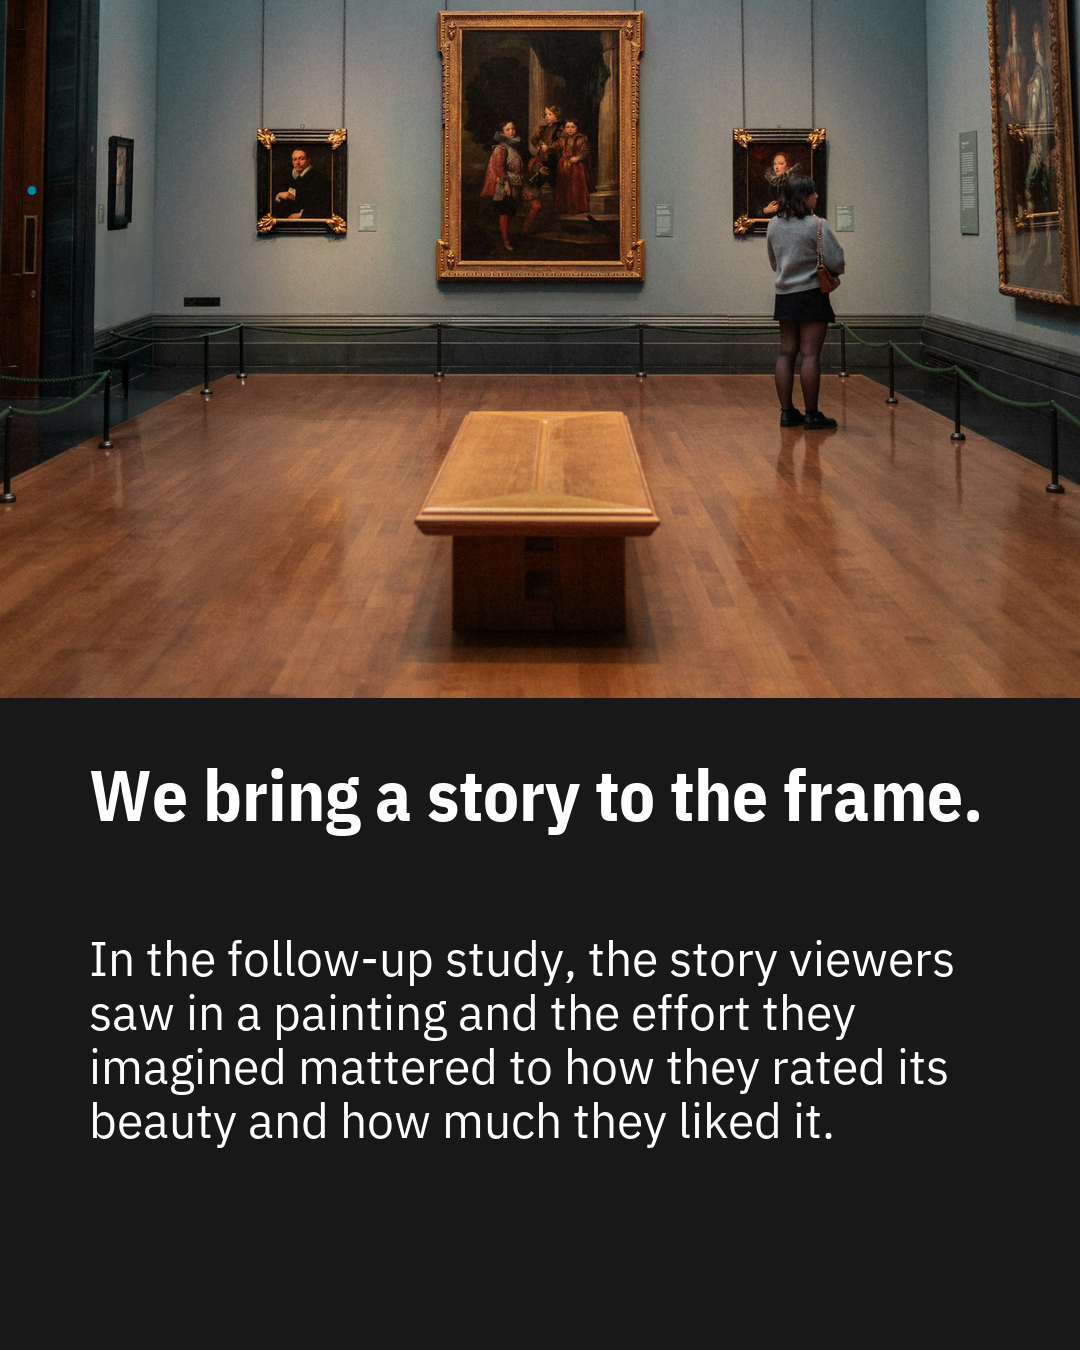 We bring a story to the frame.
In the follow-up study, the story viewers
saw in a painting and the effort they
imagined mattered to how they rated its
beauty and how much they liked it.